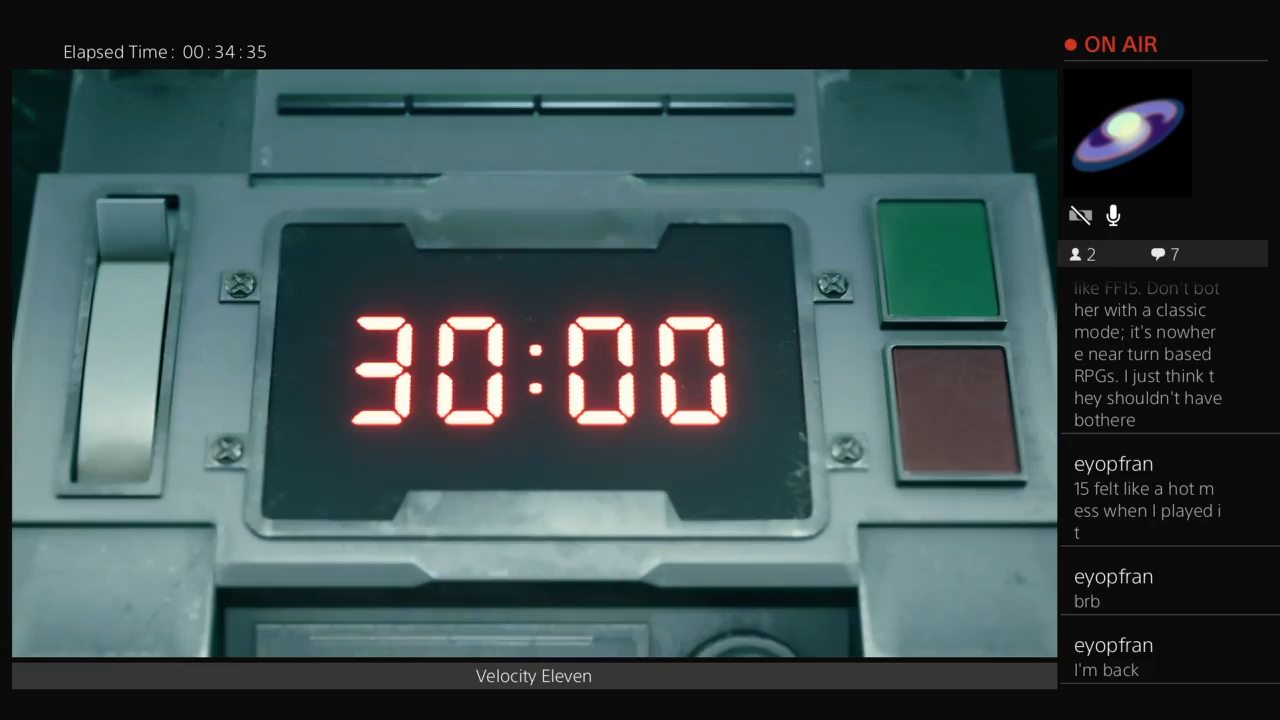 Elapsed Time: 00:34:35
ON AIR
30:00
2 7
like FF15. Don't bot
her with a classic
mode; it's nowher
e near turn based
RPGs. I just think t
hey shouldn't have
bothere
eyopfran
15 felt like a hot m
ess when I played i
t
eyopfran
brb
eyopfran
I'm back
Velocity Eleven